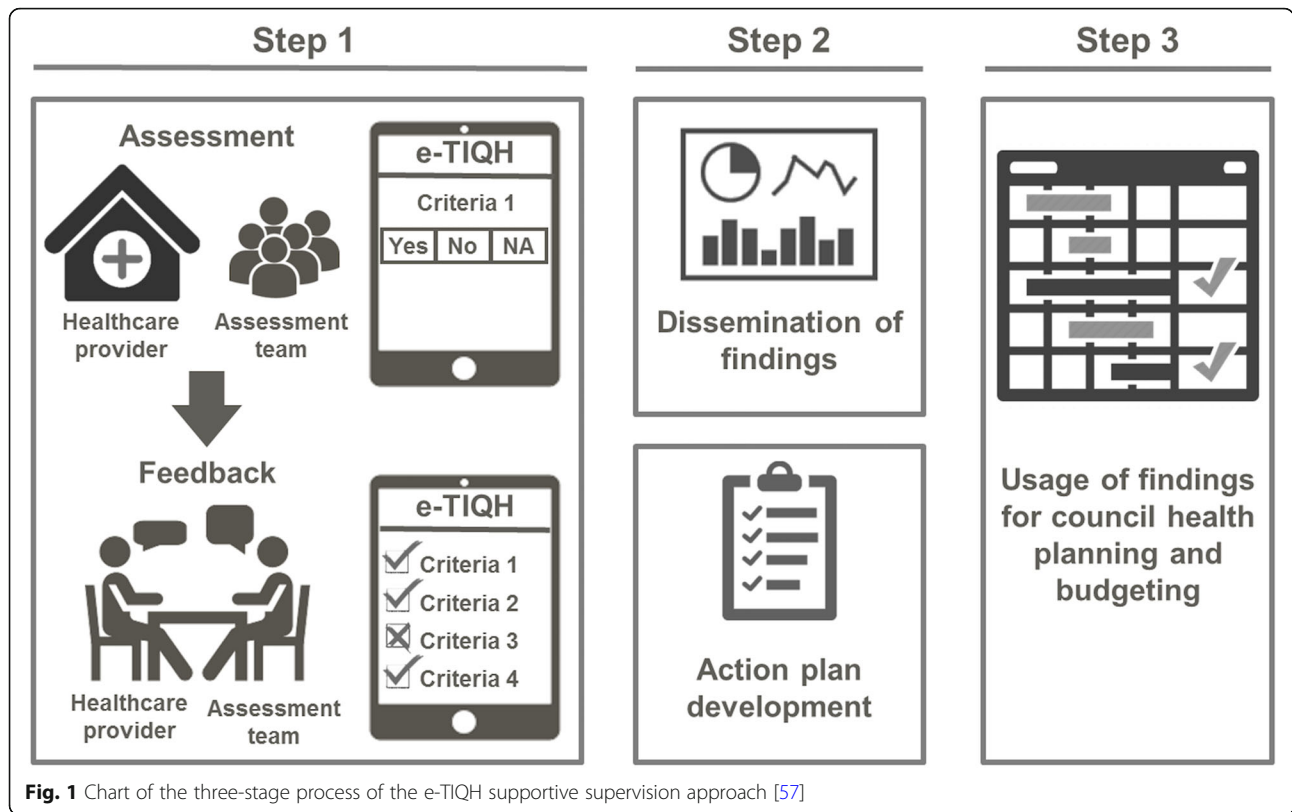 Step 1
Step 2
Step 3
Assessment
Healthcare
provider
Assessment
team
e-TIQH
Criteria 1
Yes No NA
Feedback
Healthcare
provider
Assessment
team
e-TIQH
Criteria 1
Criteria 2
Criteria 3
Criteria 4
Dissemination of
findings
Action plan
development
Usage of findings
for council health
planning and
budgeting
Fig. 1 Chart of the three-stage process of the e-TIQH supportive supervision approach [57]